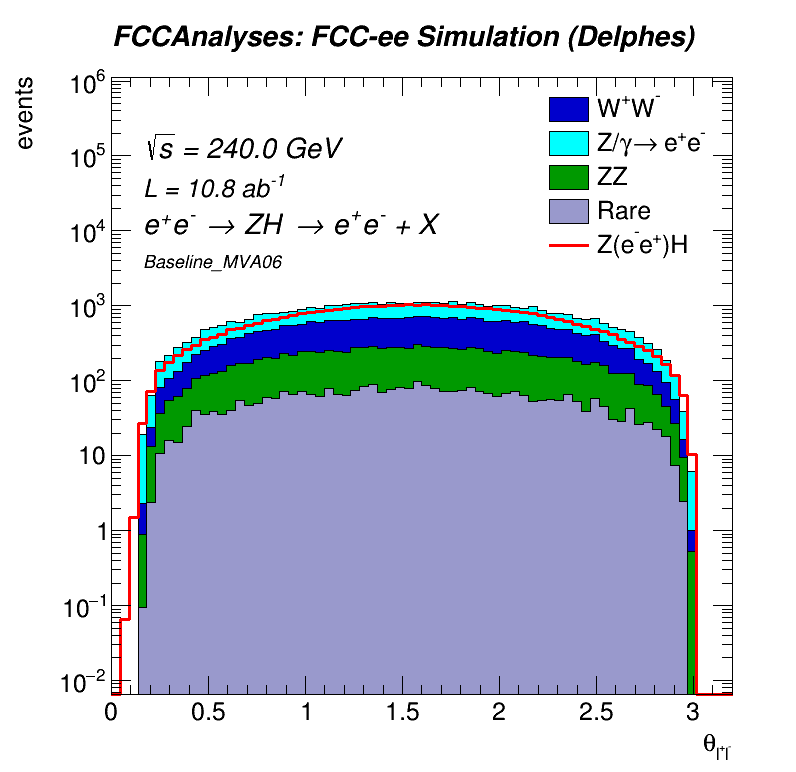 FCCAnalyses: FCC-ee Simulation (Delphes)
events
10⁶
10⁵
10⁴
10³
10²
10
1
10⁻¹
10⁻²
√s = 240.0 GeV
L = 10.8 ab⁻¹
e⁺e⁻ → ZH → e⁺e⁻ + X
Baseline_MVA06
W⁺W⁻
Z/γ→ e⁺e⁻
ZZ
Rare
Z(e⁻e⁺)H
0 0.5 1 1.5 2 2.5 3
θ_l⁺l⁻